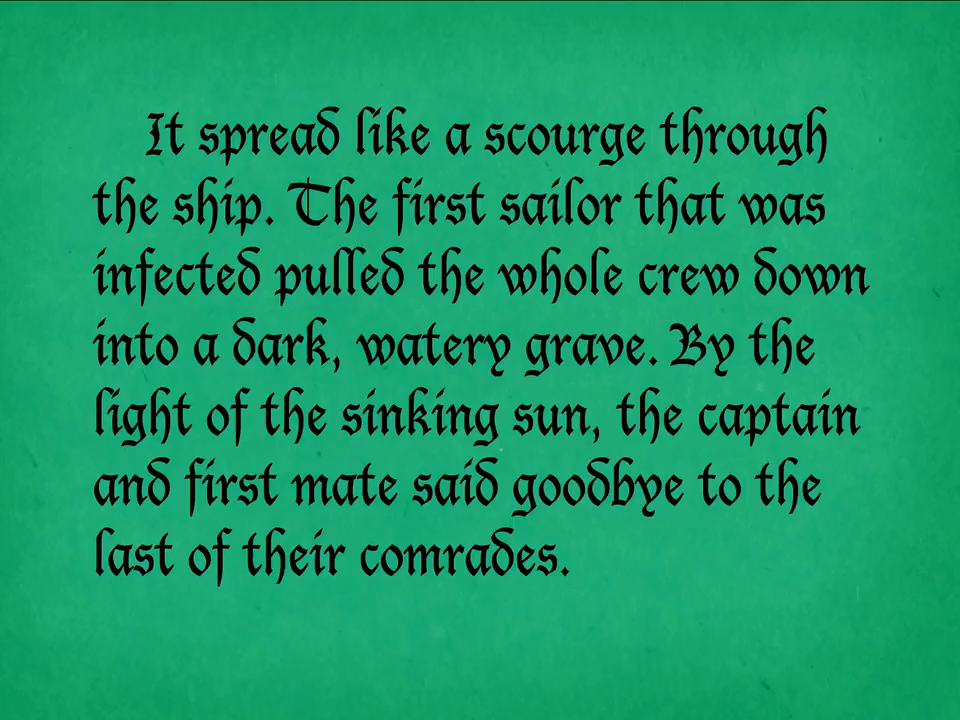 It spread like a scourge through
the ship. The first sailor that was
infected pulled the whole crew down
into a dark, watery grave. By the
light of the sinking sun, the captain
and first mate said goodbye to the
last of their comrades.